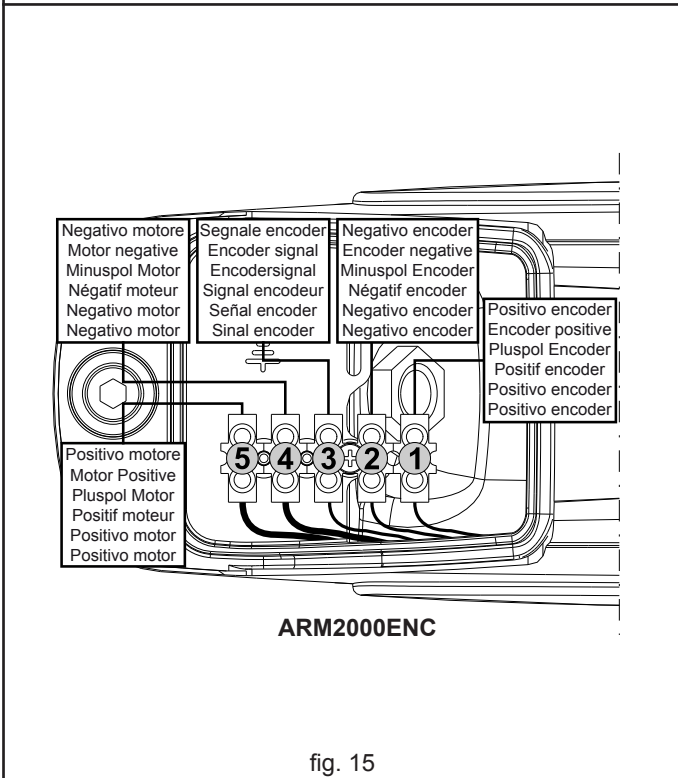 Negativo motore
Motor negative
Minuspol Motor
Négatif moteur
Negativo motor
Negativo motor
Segnale encoder
Encoder signal
Encodersignal
Signal encodeur
Señal encoder
Sinal encoder
Negativo encoder
Encoder negative
Minuspol Encoder
Négatif encoder
Negativo encoder
Negativo encoder
Positivo encoder
Encoder positive
Pluspol Encoder
Positif encoder
Positivo encoder
Positivo encoder
Positivo motore
Motor Positive
Pluspol Motor
Positif moteur
Positivo motor
Positivo motor
5 4 3 2 1
ARM2000ENC
fig. 15